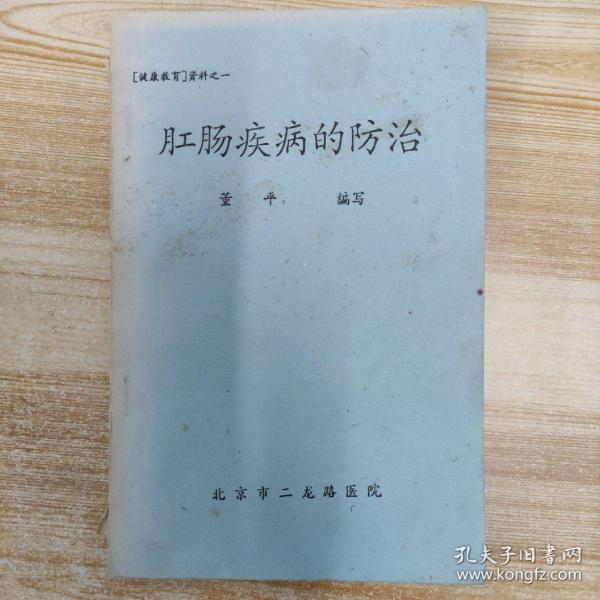 [健康教育]资料之一
肛肠疾病的防治
董 平 编写
北京市二龙路医院
孔夫子旧书网
www.kongfz.com